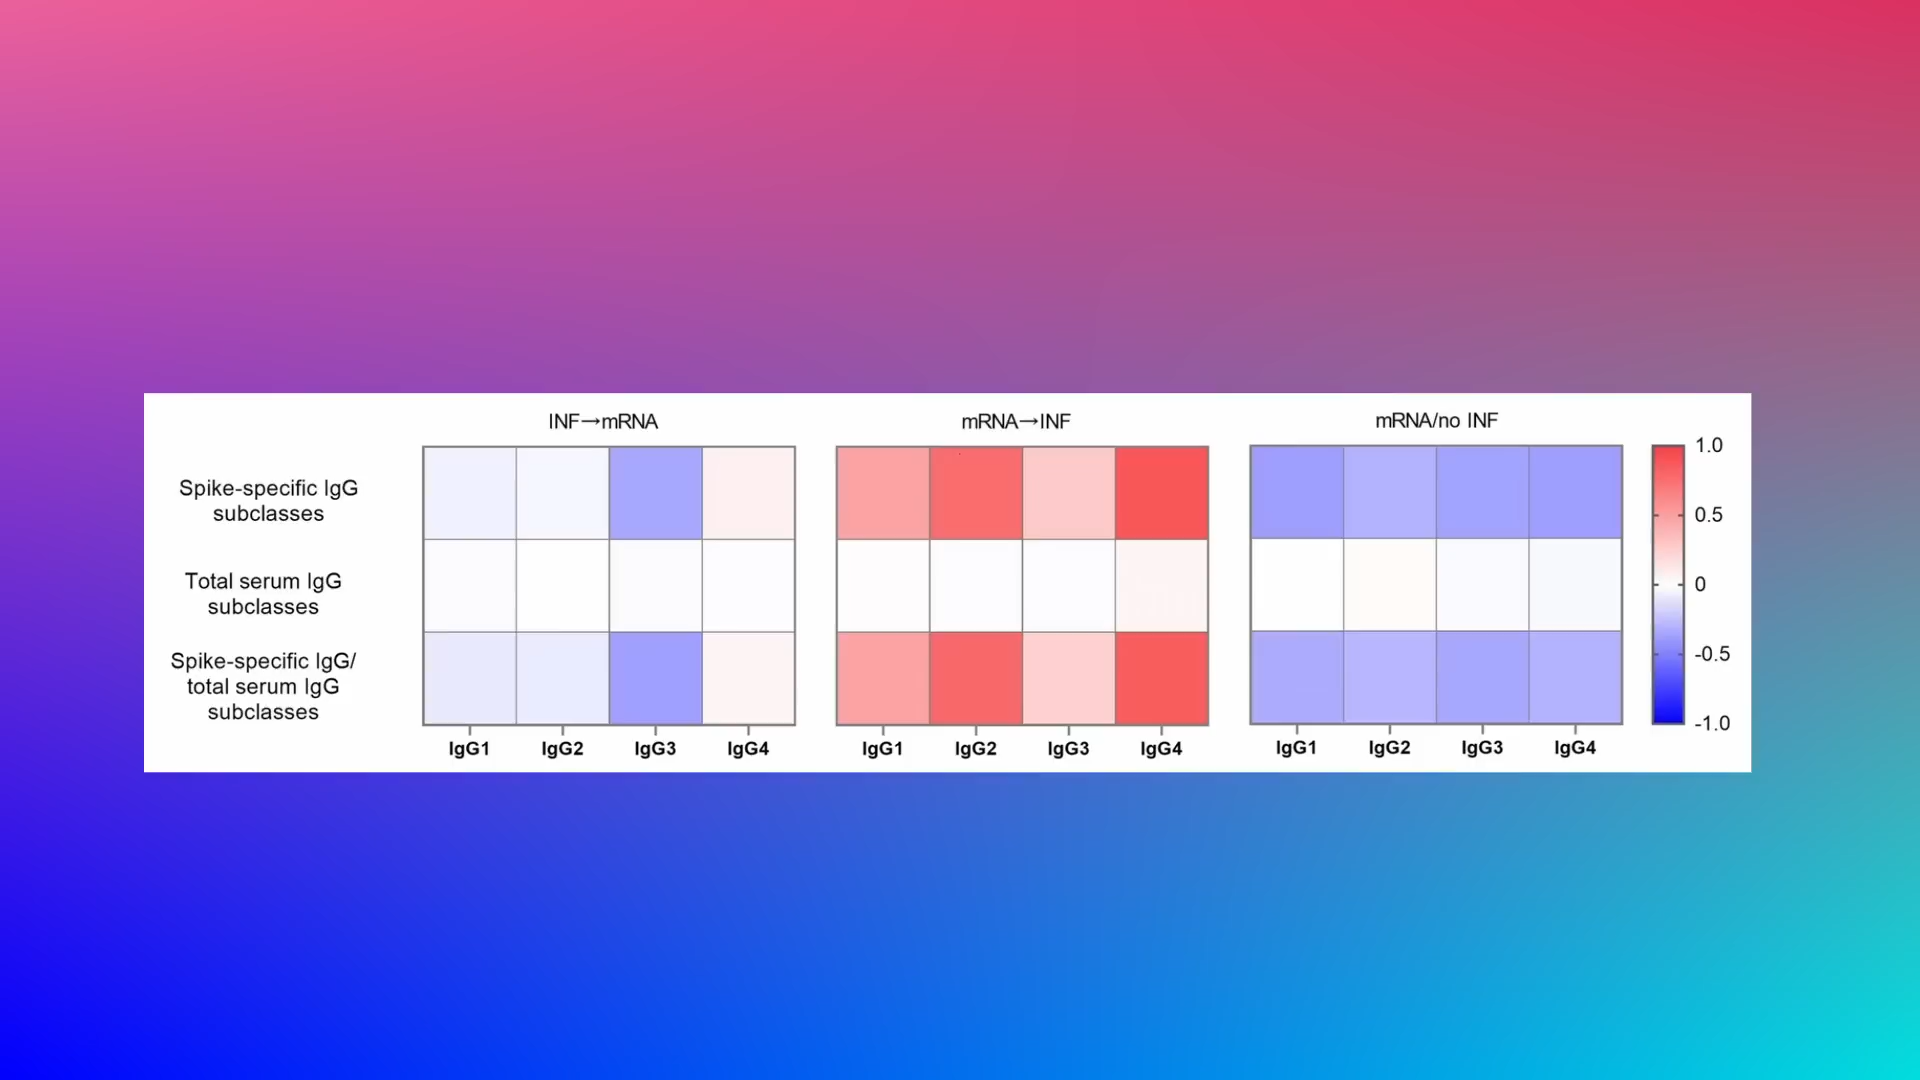 INF→mRNA
mRNA→INF
mRNA/no INF
Spike-specific IgG
subclasses
Total serum IgG
subclasses
Spike-specific IgG/
total serum IgG
subclasses
IgG1 IgG2 IgG3 IgG4
IgG1 IgG2 IgG3 IgG4
IgG1 IgG2 IgG3 IgG4
1.0
0.5
0
-0.5
-1.0